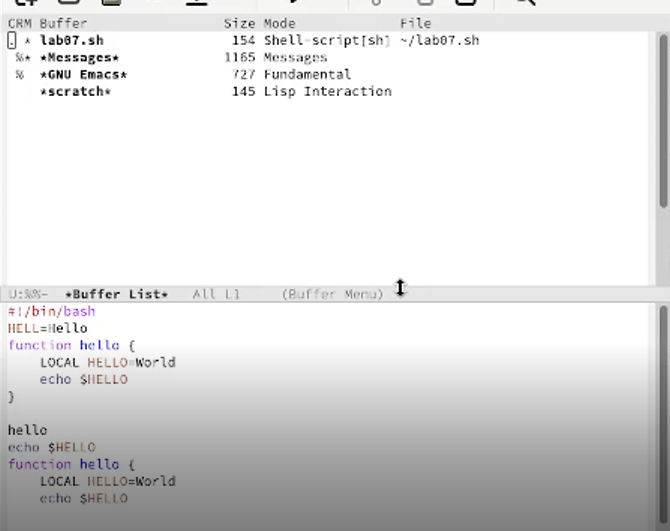 CRM Buffer Size Mode File
. * lab07.sh 154 Shell-script[sh] ~/lab07.sh
%* *Messages* 1165 Messages
% *GNU Emacs* 727 Fundamental
*scratch* 145 Lisp Interaction
U:%%- *Buffer List* All L1 (Buffer Menu)
#!/bin/bash
HELL=Hello
function hello {
LOCAL HELLO=World
echo $HELLO
}
hello
echo $HELLO
function hello {
LOCAL HELLO=World
echo $HELLO